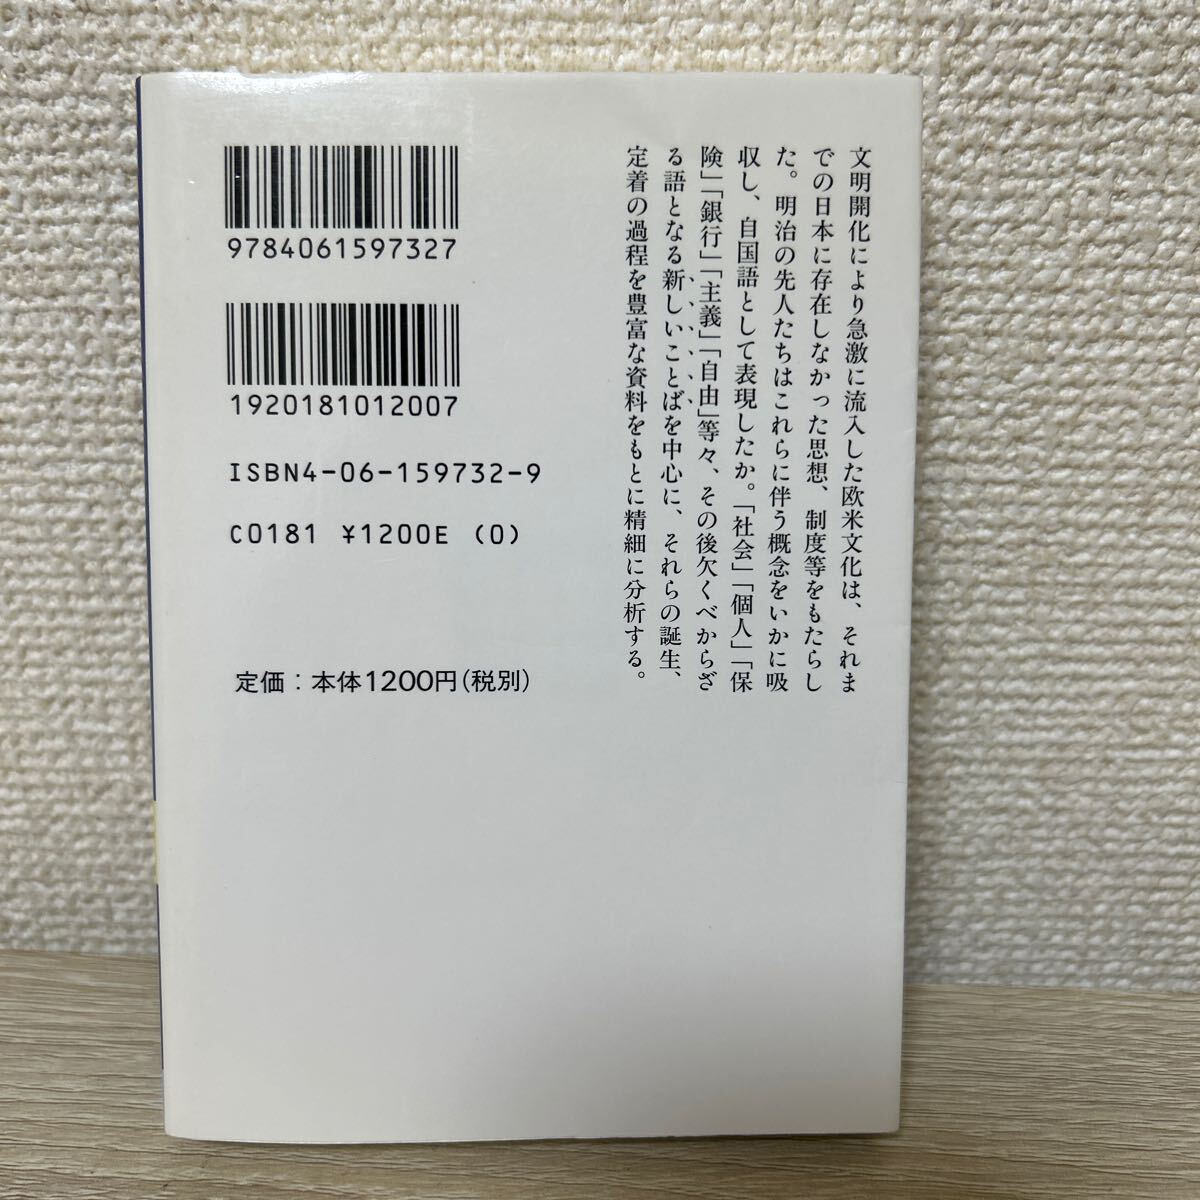 文明開化により急激に流入した欧米文化は、それま
での日本に存在しなかった思想、制度等をもたらし
た。明治の先人たちはこれらに伴う概念をいかに吸
収し、自国語として表現したか。「社会」「個人」「保
険」「銀行」「主義」「自由」等々、その後欠くべからざ
る語となる新しいことばを中心に、それらの誕生、
定着の過程を豊富な資料をもとに精細に分析する。
9784061597327
1920181012007
ISBN4-06-159732-9
C0181 ¥1200E (0)
定価：本体1200円(税別)